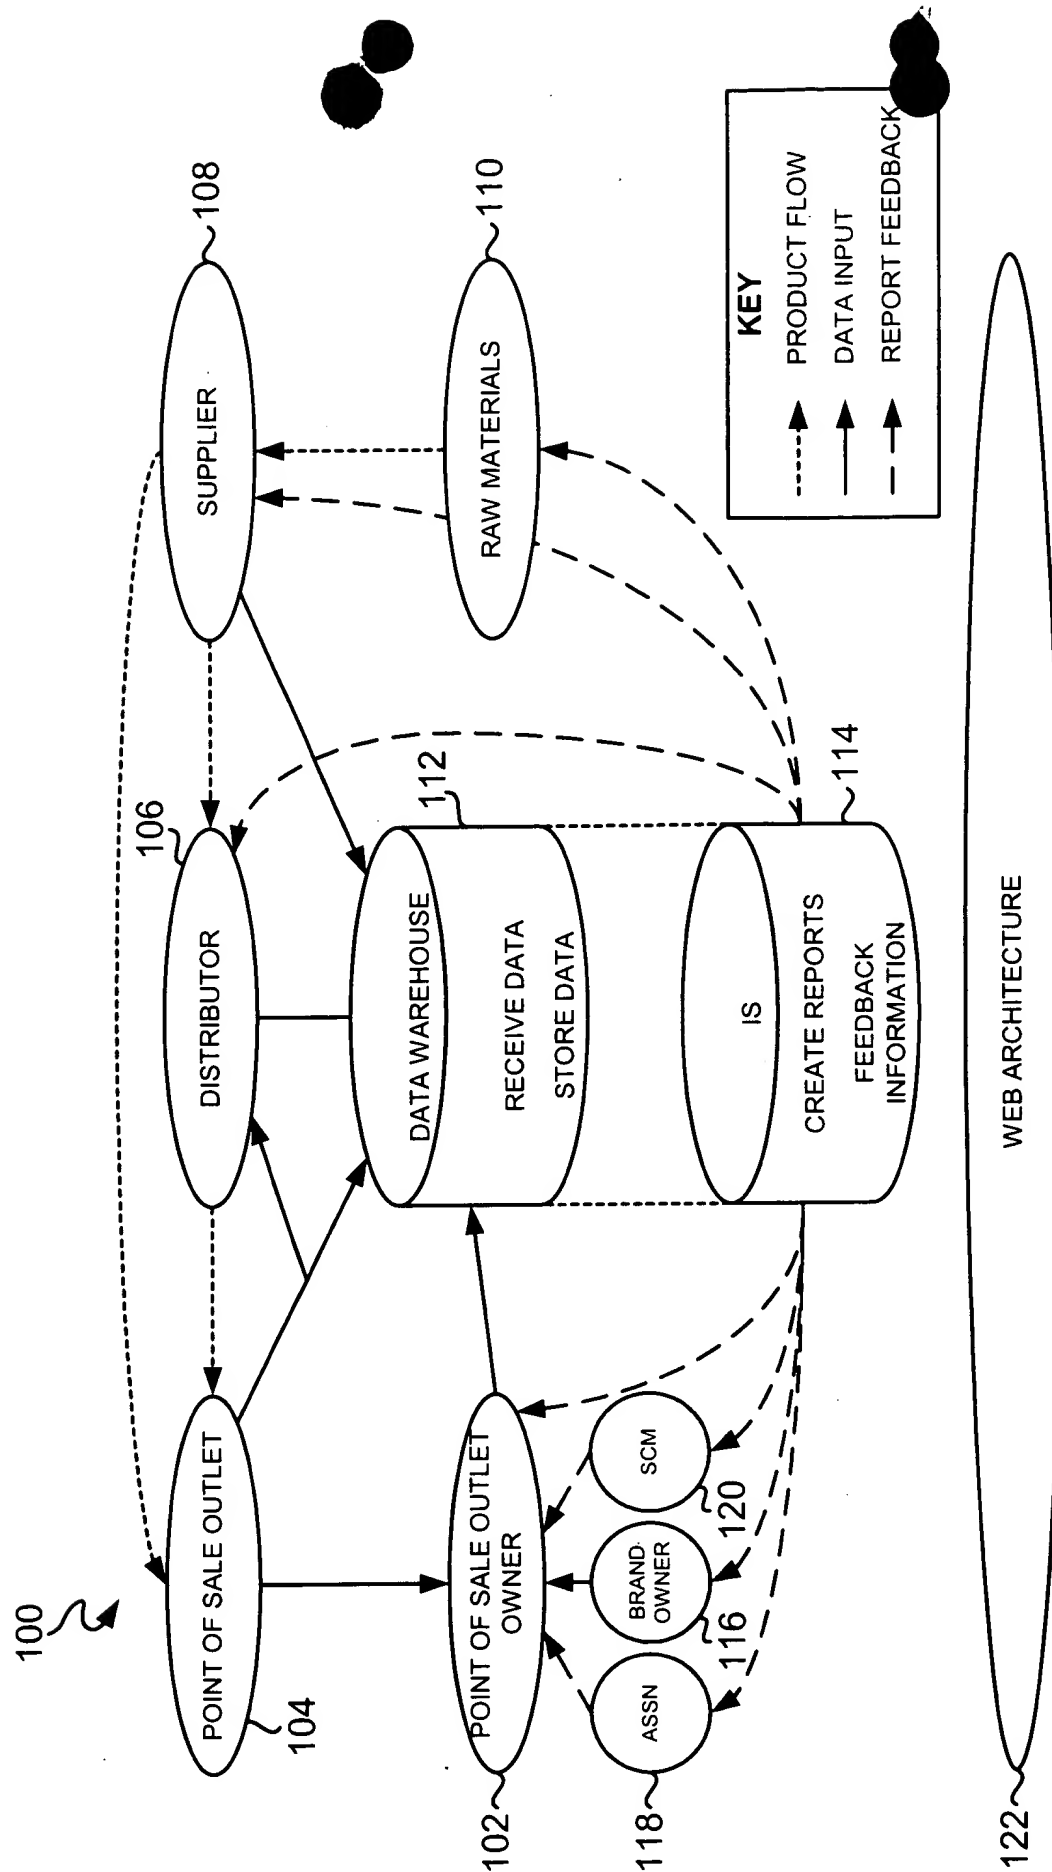 100
108
SUPPLIER
106
DISTRIBUTOR
POINT OF SALE OUTLET
104
110
RAW MATERIALS
112
DATA WAREHOUSE
RECEIVE DATA
STORE DATA
POINT OF SALE OUTLET
OWNER
102
SCM
120
BRAND
OWNER
116
ASSN
118
114
IS
CREATE REPORTS
FEEDBACK
INFORMATION
KEY
PRODUCT FLOW
DATA INPUT
REPORT FEEDBACK
WEB ARCHITECTURE
122